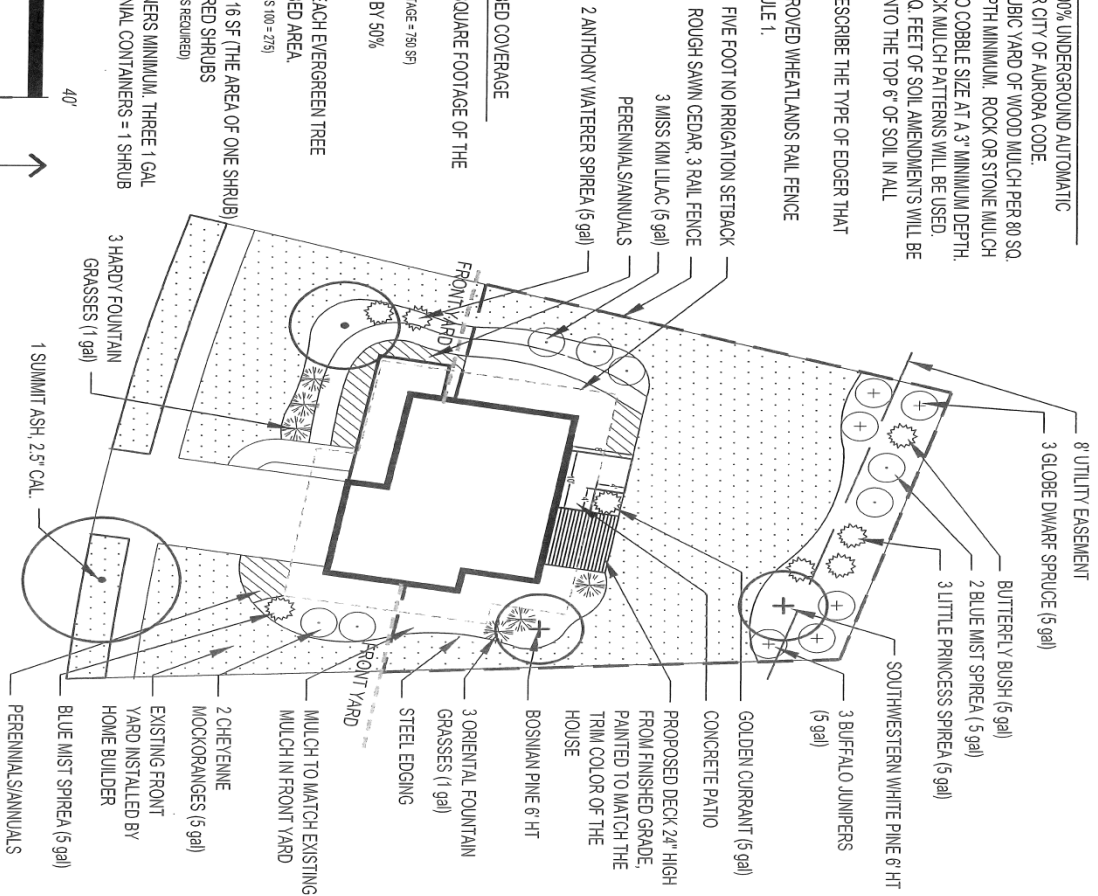 00% UNDERGROUND AUTOMATIC
R CITY OF AURORA CODE.
UBIC YARD OF WOOD MULCH PER 80 SQ.
PTH MINIMUM. ROCK OR STONE MULCH
O COBBLE SIZE AT A 3" MINIMUM DEPTH.
CK MULCH PATTERNS WILL BE USED.
Q. FEET OF SOIL AMENDMENTS WILL BE
NTO THE TOP 6" OF SOIL IN ALL
ESCRIBE THE TYPE OF EDGER THAT
ROVED WHEATLANDS RAIL FENCE
ULE 1.
BED COVERAGE
QUARE FOOTAGE OF THE
TAGE = 750 SF)
BY 50%
EACH EVERGREEN TREE
BED AREA.
S 100 = 275)
16 SF (THE AREA OF ONE SHRUB)
RED SHRUBS
S REQUIRED)
NERS MINIMUM. THREE 1 GAL
NIAL CONTAINERS = 1 SHRUB
40'
FIVE FOOT NO IRRIGATION SETBACK
ROUGH SAWN CEDAR, 3 RAIL FENCE
3 MISS KIM LILAC (5 gal)
PERENNIALS/ANNUALS
2 ANTHONY WATERER SPIREA (5 gal)
FRONT YARD
3 HARDY FOUNTAIN
GRASSES (1 gal)
1 SUMMIT ASH, 2.5" CAL.
8' UTILITY EASEMENT
3 GLOBE DWARF SPRUCE (5 gal)
BUTTERFLY BUSH (5 gal)
2 BLUE MIST SPIREA ( 5 gal)
3 LITTLE PRINCESS SPIREA (5 gal)
SOUTHWESTERN WHITE PINE 6' HT
3 BUFFALO JUNIPERS
(5 gal)
GOLDEN CURRANT (5 gal)
CONCRETE PATIO
PROPOSED DECK 24" HIGH
FROM FINISHED GRADE,
PAINTED TO MATCH THE
TRIM COLOR OF THE
HOUSE
BOSNIAN PINE 6' HT
3 ORIENTAL FOUNTAIN
GRASSES (1 gal)
STEEL EDGING
FRONT YARD
MULCH TO MATCH EXISTING
MULCH IN FRONT YARD
2 CHEYENNE
MOCKORANGES (5 gal)
EXISTING FRONT
YARD INSTALLED BY
HOME BUILDER
BLUE MIST SPIREA (5 gal)
PERENNIALS/ANNUALS